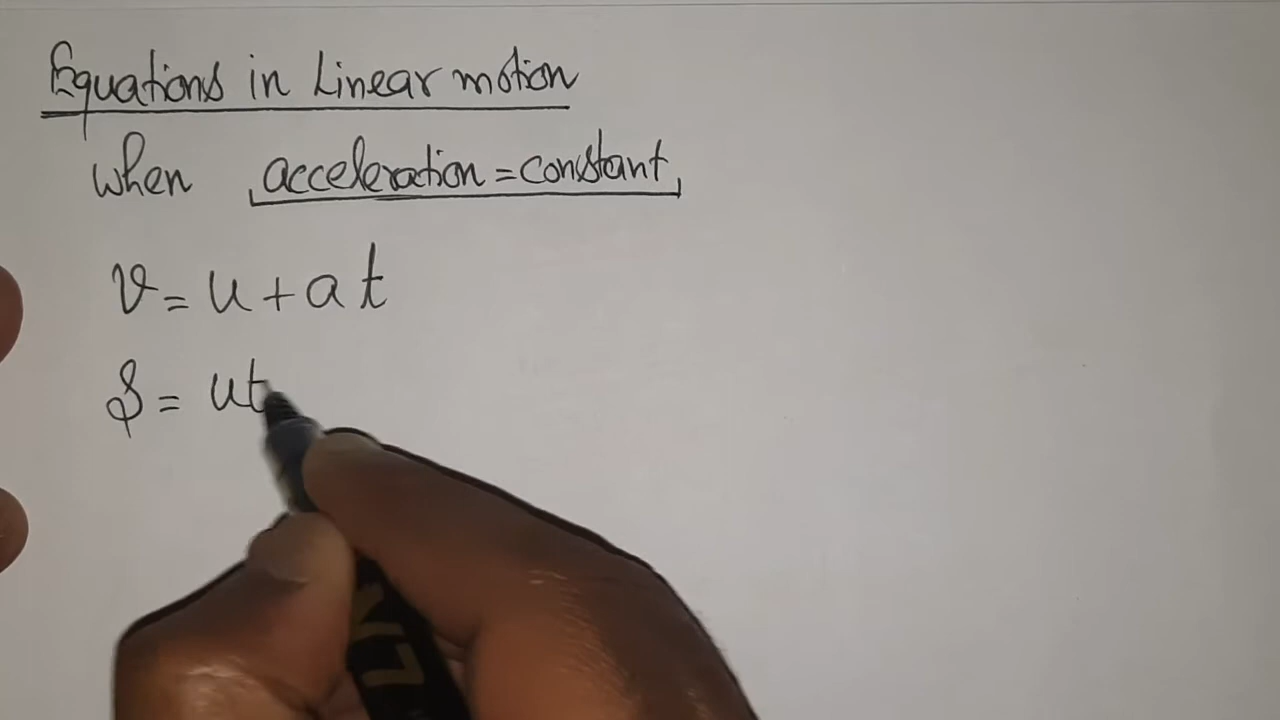 Equations in Linear motion
when acceleration = constant,
v = u + at
S = ut